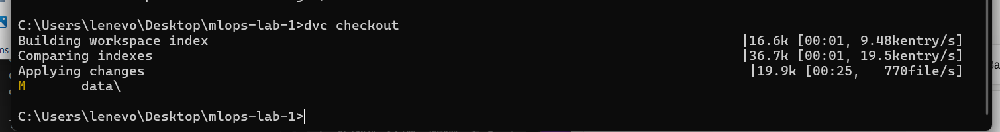 C:\Users\lenevo\Desktop\mlops-lab-1>dvc checkout
Building workspace index |16.6k [00:01, 9.48kentry/s]
Comparing indexes |36.7k [00:01, 19.5kentry/s]
Applying changes |19.9k [00:25, 770file/s]
M data\
C:\Users\lenevo\Desktop\mlops-lab-1>